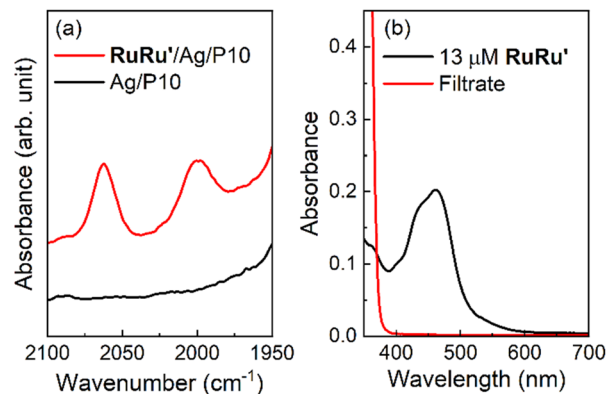 (a)
RuRu'/Ag/P10
Ag/P10
Absorbance (arb. unit)
2100 2050 2000 1950
Wavenumber (cm⁻¹)
(b)
13 μM RuRu'
Filtrate
Absorbance
0.4
0.3
0.2
0.1
0.0
400 500 600 700
Wavelength (nm)